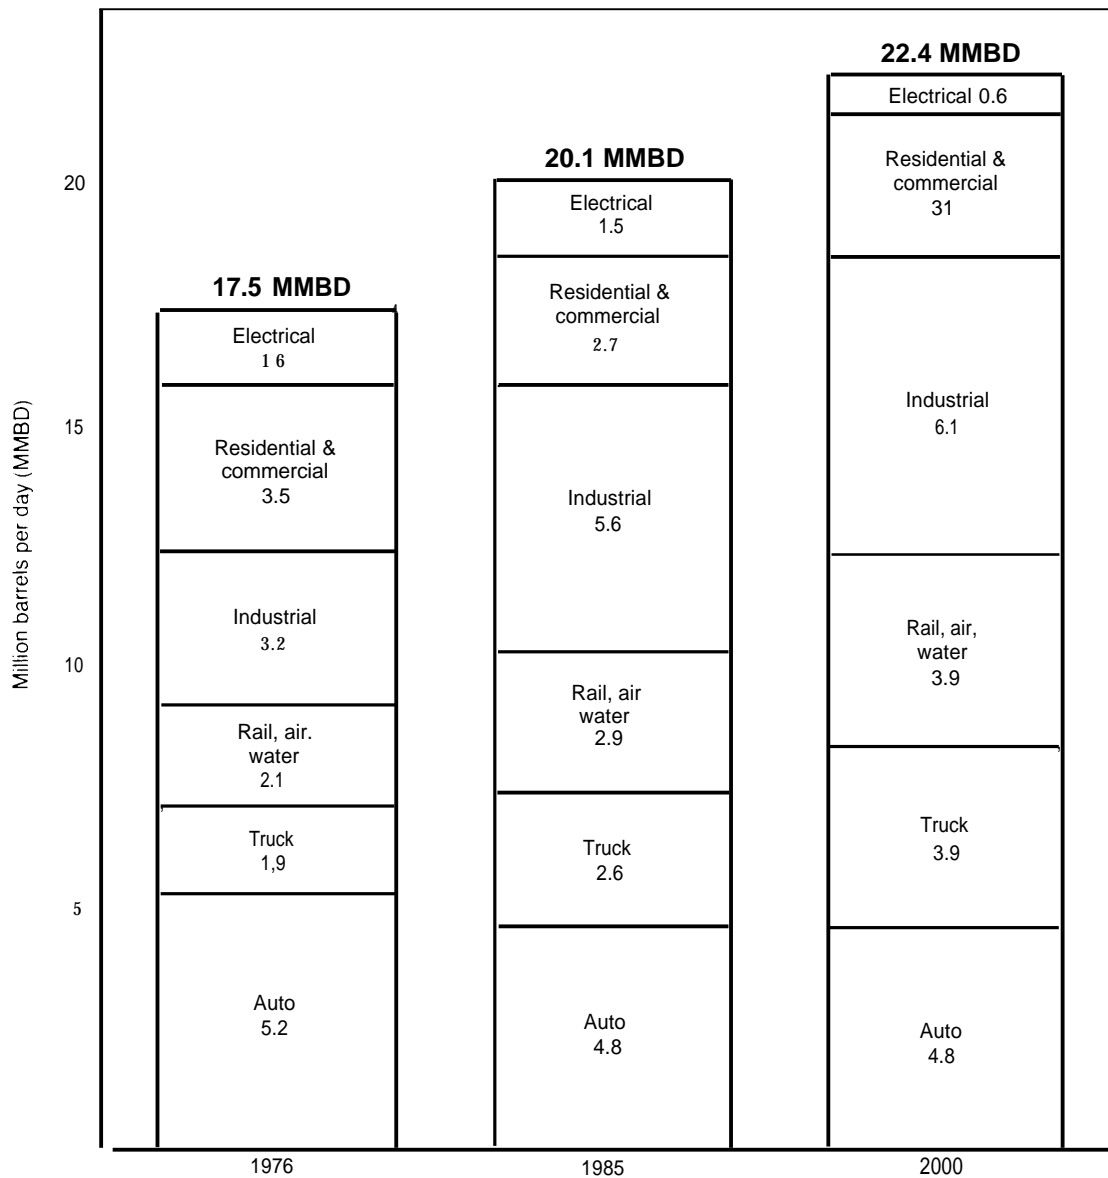 22.4 MMBD
Electrical 0.6
Residential &
commercial
31
Industrial
6.1
Rail, air,
water
3.9
Truck
3.9
Auto
4.8
20.1 MMBD
Electrical
1.5
Residential &
commercial
2.7
Industrial
5.6
Rail, air
water
2.9
Truck
2.6
Auto
4.8
17.5 MMBD
Electrical
1 6
Residential &
commercial
3.5
Industrial
3.2
Rail, air.
water
2.1
Truck
1,9
Auto
5.2
20
15
10
5
Million barrels per day (MMBD)
1976
1985
2000